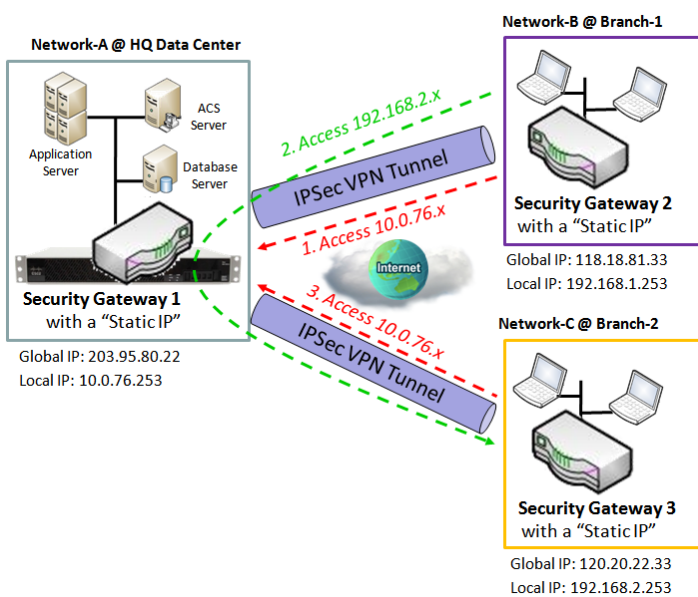 Network-A @ HQ Data Center
Application
Server
ACS
Server
Database
Server
Security Gateway 1
with a “Static IP”
Global IP: 203.95.80.22
Local IP: 10.0.76.253
2. Access 192.168.2.x
IPSec VPN Tunnel
1. Access 10.0.76.x
Internet
3. Access 10.0.76.x
IPSec VPN Tunnel
Network-B @ Branch-1
Security Gateway 2
with a “Static IP”
Global IP: 118.18.81.33
Local IP: 192.168.1.253
Network-C @ Branch-2
Security Gateway 3
with a “Static IP”
Global IP: 120.20.22.33
Local IP: 192.168.2.253